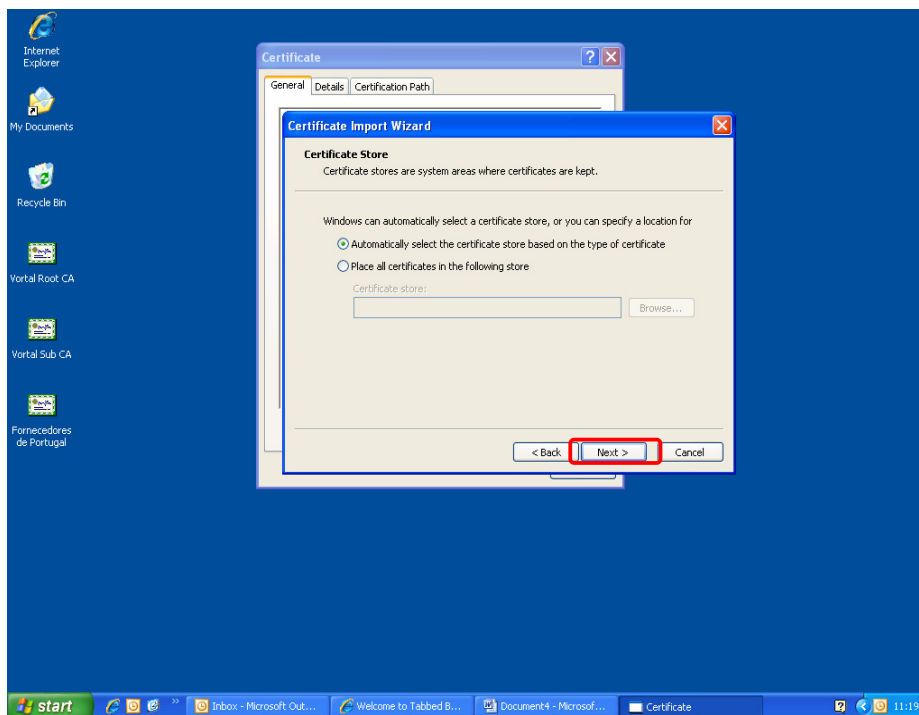 Internet
Explorer
My Documents
Recycle Bin
Vortal Root CA
Vortal Sub CA
Fornecedores
de Portugal
Certificate
General Details Certification Path
Certificate Import Wizard
Certificate Store
Certificate stores are system areas where certificates are kept.
Windows can automatically select a certificate store, or you can specify a location for
Automatically select the certificate store based on the type of certificate
Place all certificates in the following store
Certificate store:
Browse...
< Back Next > Cancel
start » Inbox - Microsoft Out... Welcome to Tabbed B... Document4 - Microsof... Certificate 11:19